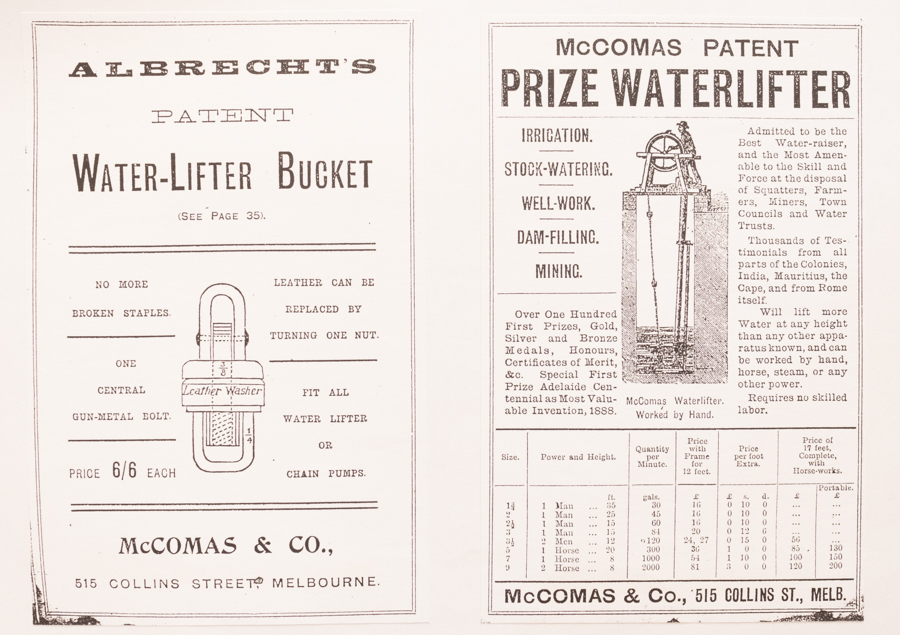 ALBRECHT'S
PATENT
WATER-LIFTER BUCKET
(SEE PAGE 35).
NO MORE
BROKEN STAPLES.
ONE
CENTRAL
GUN-METAL BOLT.
PRICE 6/6 EACH
3/8
Leather Washer
1/4
LEATHER CAN BE
REPLACED BY
TURNING ONE NUT.
FIT ALL
WATER LIFTER
OR
CHAIN PUMPS.
McCOMAS & CO.,
515 COLLINS STREET, MELBOURNE.
McCOMAS PATENT
PRIZE WATERLIFTER
IRRIGATION.
STOCK-WATERING.
WELL-WORK.
DAM-FILLING.
MINING.
Over One Hundred
First Prizes, Gold,
Silver and Bronze
Medals, Honours,
Certificates of Merit,
&c. Special First
Prize Adelaide Cen-
tennial as Most Valu-
able Invention, 1888.
McComas Waterlifter.
Worked by Hand.
Admitted to be the
Best Water-raiser,
and the Most Amen-
able to the Skill and
Force at the disposal
of Squatters, Farm-
ers, Miners, Town
Councils and Water
Trusts.
Thousands of Tes-
timonials from all
parts of the Colonies,
India, Mauritius, the
Cape, and from Rome
itself.
Will lift more
Water at any height
than any other appa-
ratus known, and can
be worked by hand,
horse, steam, or any
other power.
Requires no skilled
labor.
Size. Power and Height. Quantity per Minute. Price with Frame for 12 feet. Price per foot Extra. Price of 17 feet, Complete, with Horse-works.
Portable.
ft. gals. £ £ s. d. £ £
1¾ 1 Man ... 35 30 16 0 10 0 ... ...
2 1 Man ... 25 45 16 0 10 0 ... ...
2½ 1 Man ... 15 60 16 0 10 0 ... ...
3 1 Man ... 15 84 20 0 12 6 ... ...
3½ 2 Men ... 12 120 24, 27 0 15 0 56 ...
5 1 Horse ... 20 300 36 1 0 0 85 130
7 1 Horse ... 8 1000 54 1 10 0 100 150
9 2 Horse ... 8 2000 81 3 0 0 120 200
McCOMAS & Co., 515 COLLINS ST., MELB.